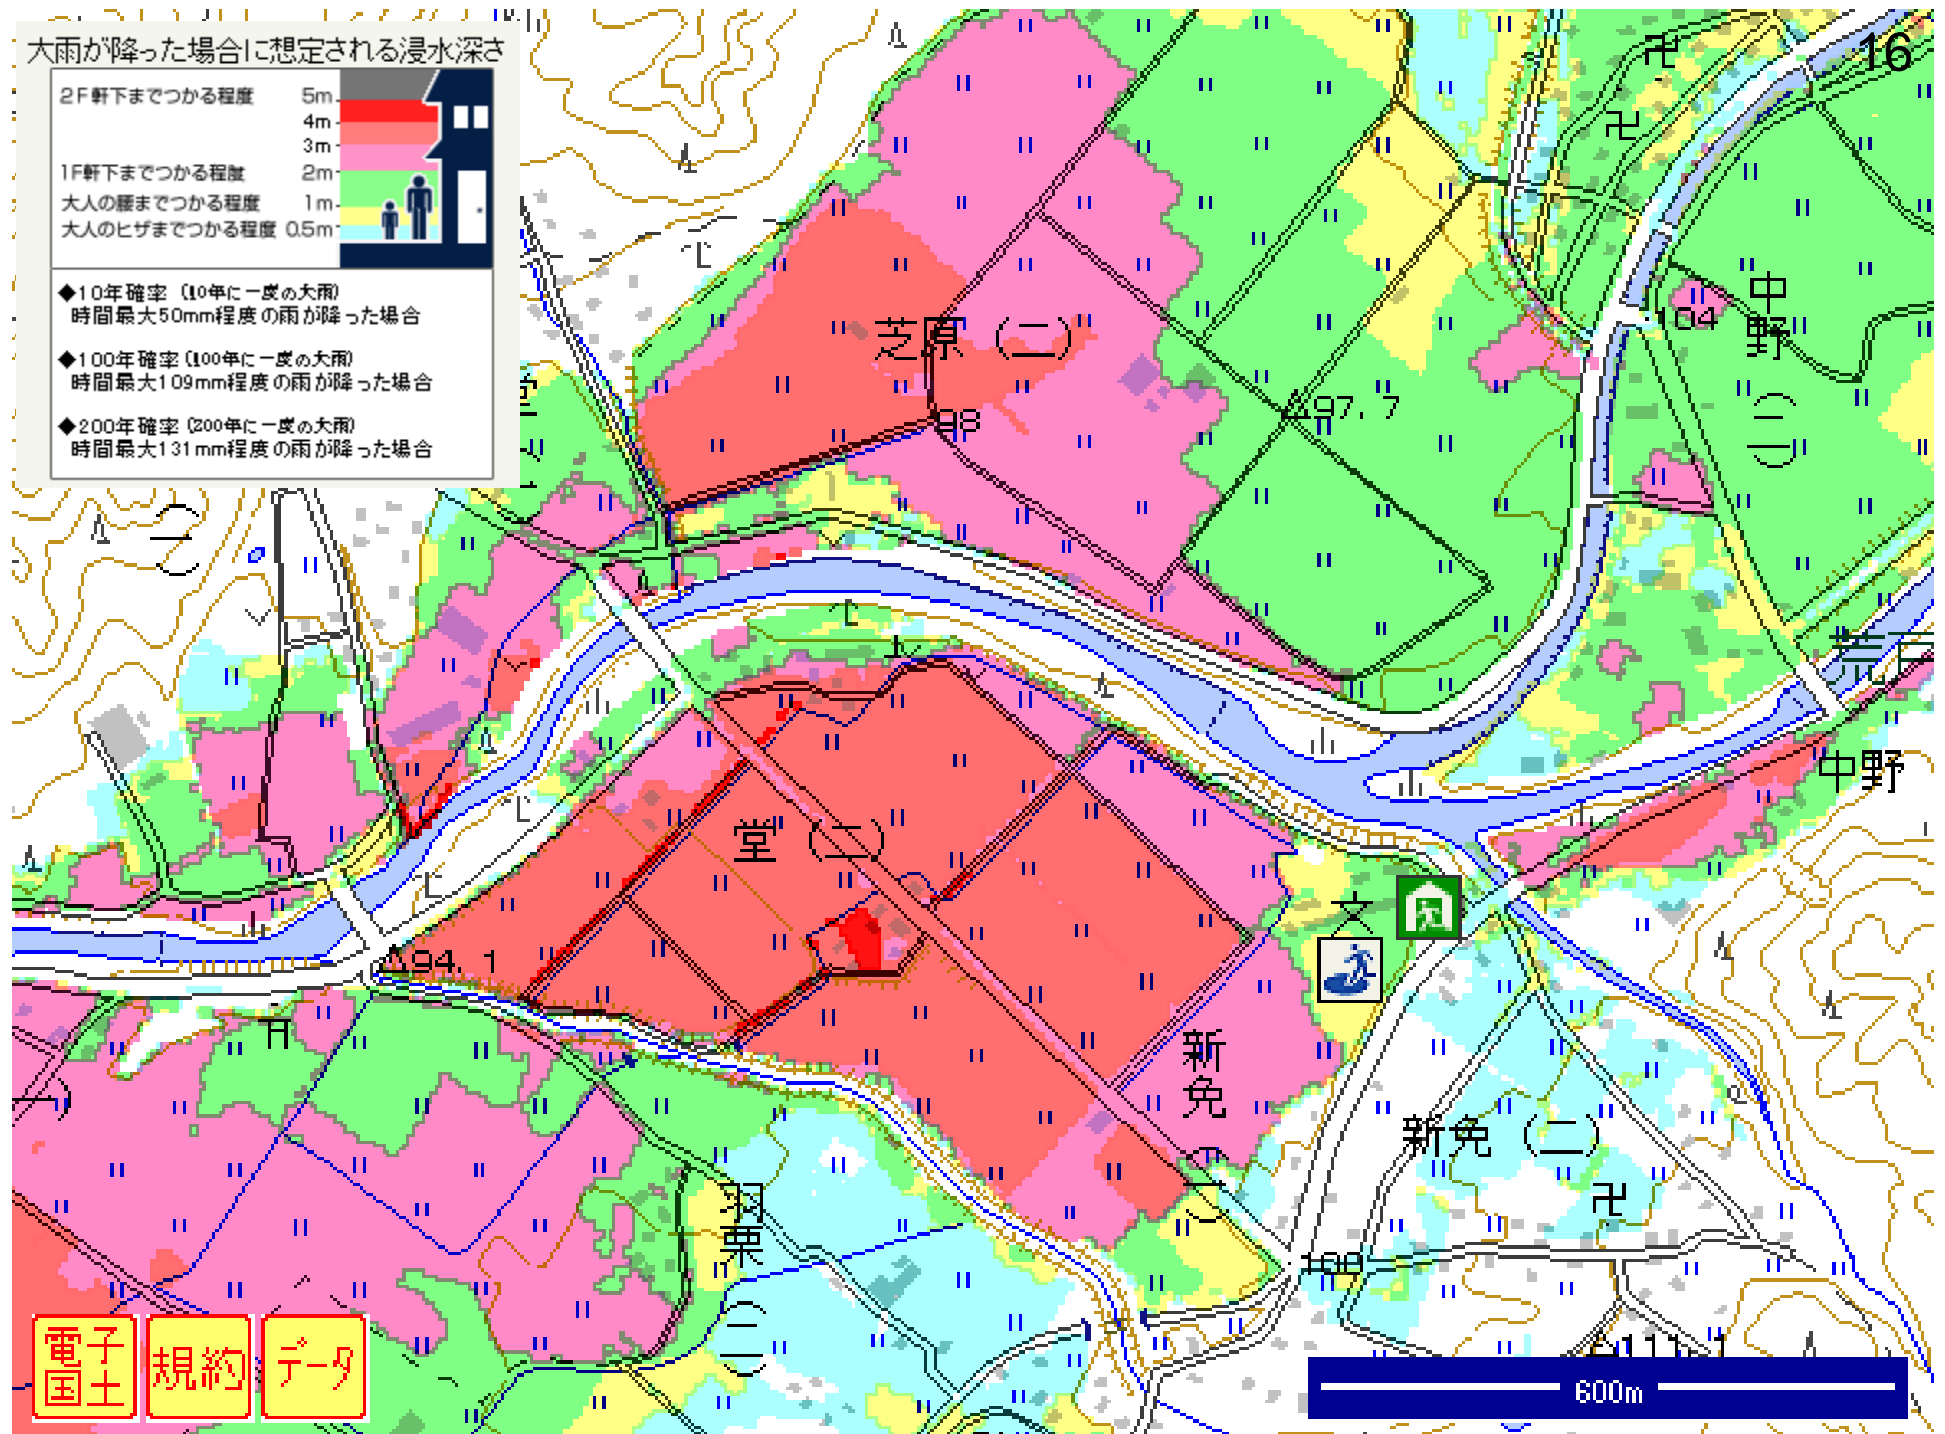 大雨が降った場合に想定される浸水深さ
2F軒下までつかる程度 5m
4m
3m
1F軒下までつかる程度 2m
大人の腰までつかる程度 1m
大人のヒザまでつかる程度 0.5m
◆10年確率(10年に一度の大雨)
時間最大50mm程度の雨が降った場合
◆100年確率(100年に一度の大雨)
時間最大109mm程度の雨が降った場合
◆200年確率(200年に一度の大雨)
時間最大131mm程度の雨が降った場合
16
芝原(二)
中野(二)
104
97.7
98
荒戸
中野
堂(二)
文
94.1
新免(一)
新免(二)
羽栗(二)
100
111.1
電子国土
規約
データ
600m